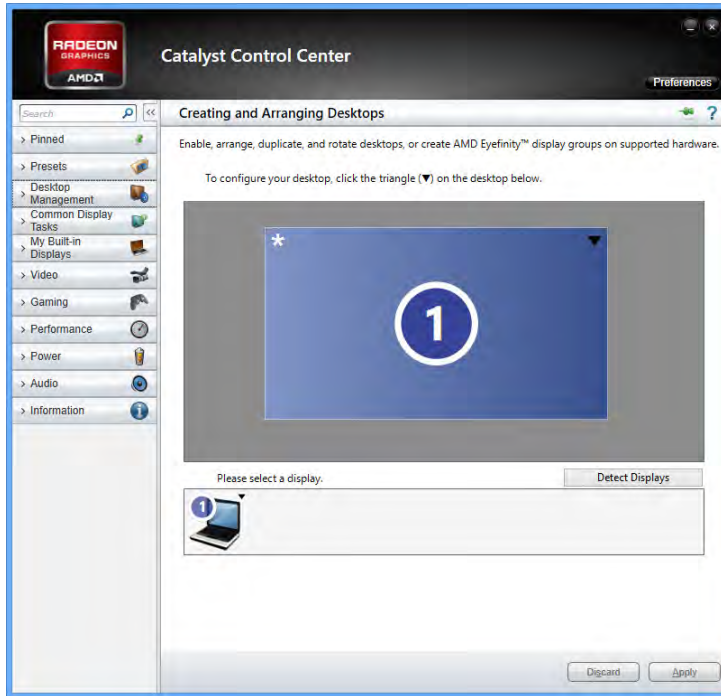 RADEON
GRAPHICS
AMD
Catalyst Control Center
Preferences
Search
<<
Creating and Arranging Desktops
?
> Pinned
> Presets
> Desktop
Management
> Common Display
Tasks
> My Built-in
Displays
> Video
> Gaming
> Performance
> Power
> Audio
> Information
Enable, arrange, duplicate, and rotate desktops, or create AMD Eyefinity™ display groups on supported hardware.
To configure your desktop, click the triangle (▼) on the desktop below.
*
1
Please select a display.
Detect Displays
1
Discard
Apply